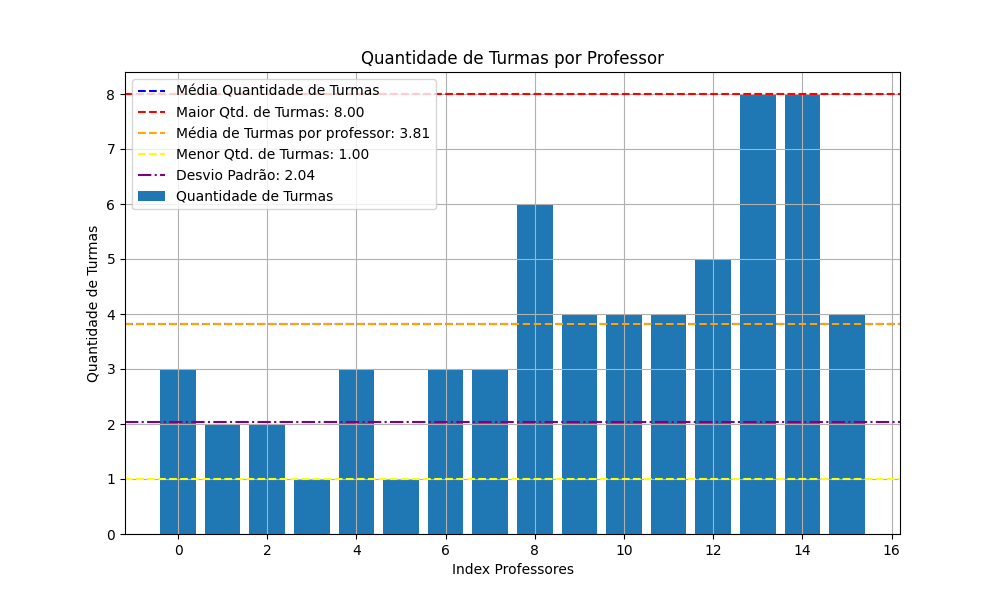 Quantidade de Turmas por Professor
Média Quantidade de Turmas
Maior Qtd. de Turmas: 8.00
Média de Turmas por professor: 3.81
Menor Qtd. de Turmas: 1.00
Desvio Padrão: 2.04
Quantidade de Turmas
Quantidade de Turmas
8
7
6
5
4
3
2
1
0
0 2 4 6 8 10 12 14 16
Index Professores